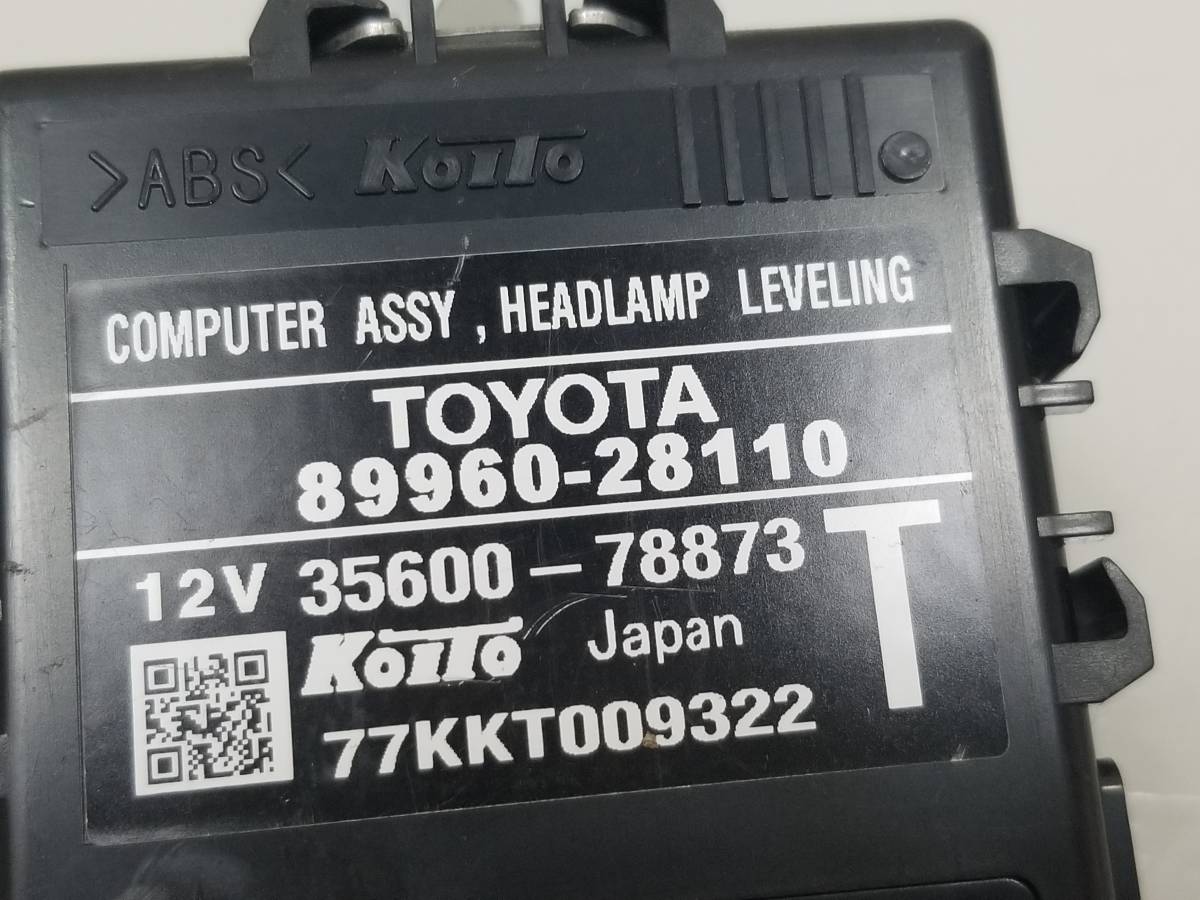 >ABS< KOITO
COMPUTER ASSY , HEADLAMP LEVELING
TOYOTA
89960-28110
12V 35600-78873 T
KOITO Japan
77KKT009322